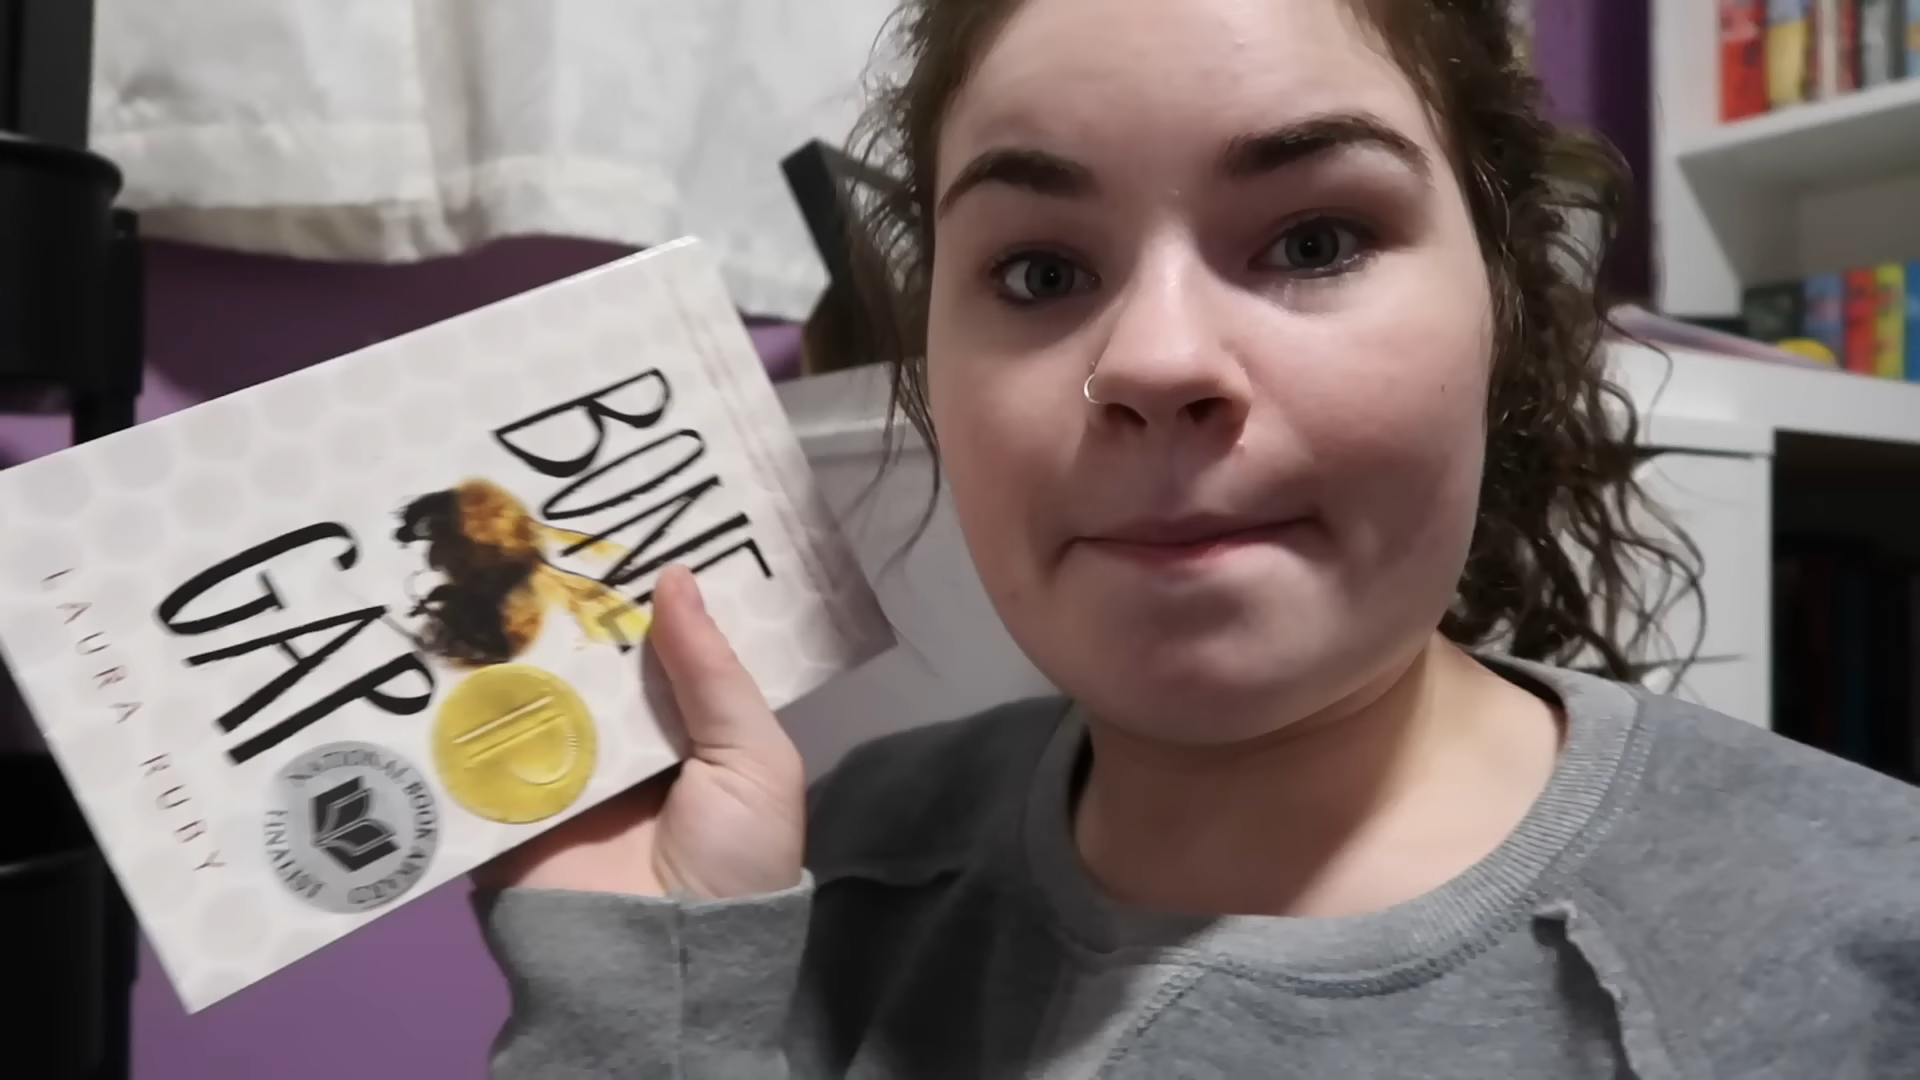 BONE
GAP
LAURA RUBY
NATIONAL BOOK AWARD
FINALIST